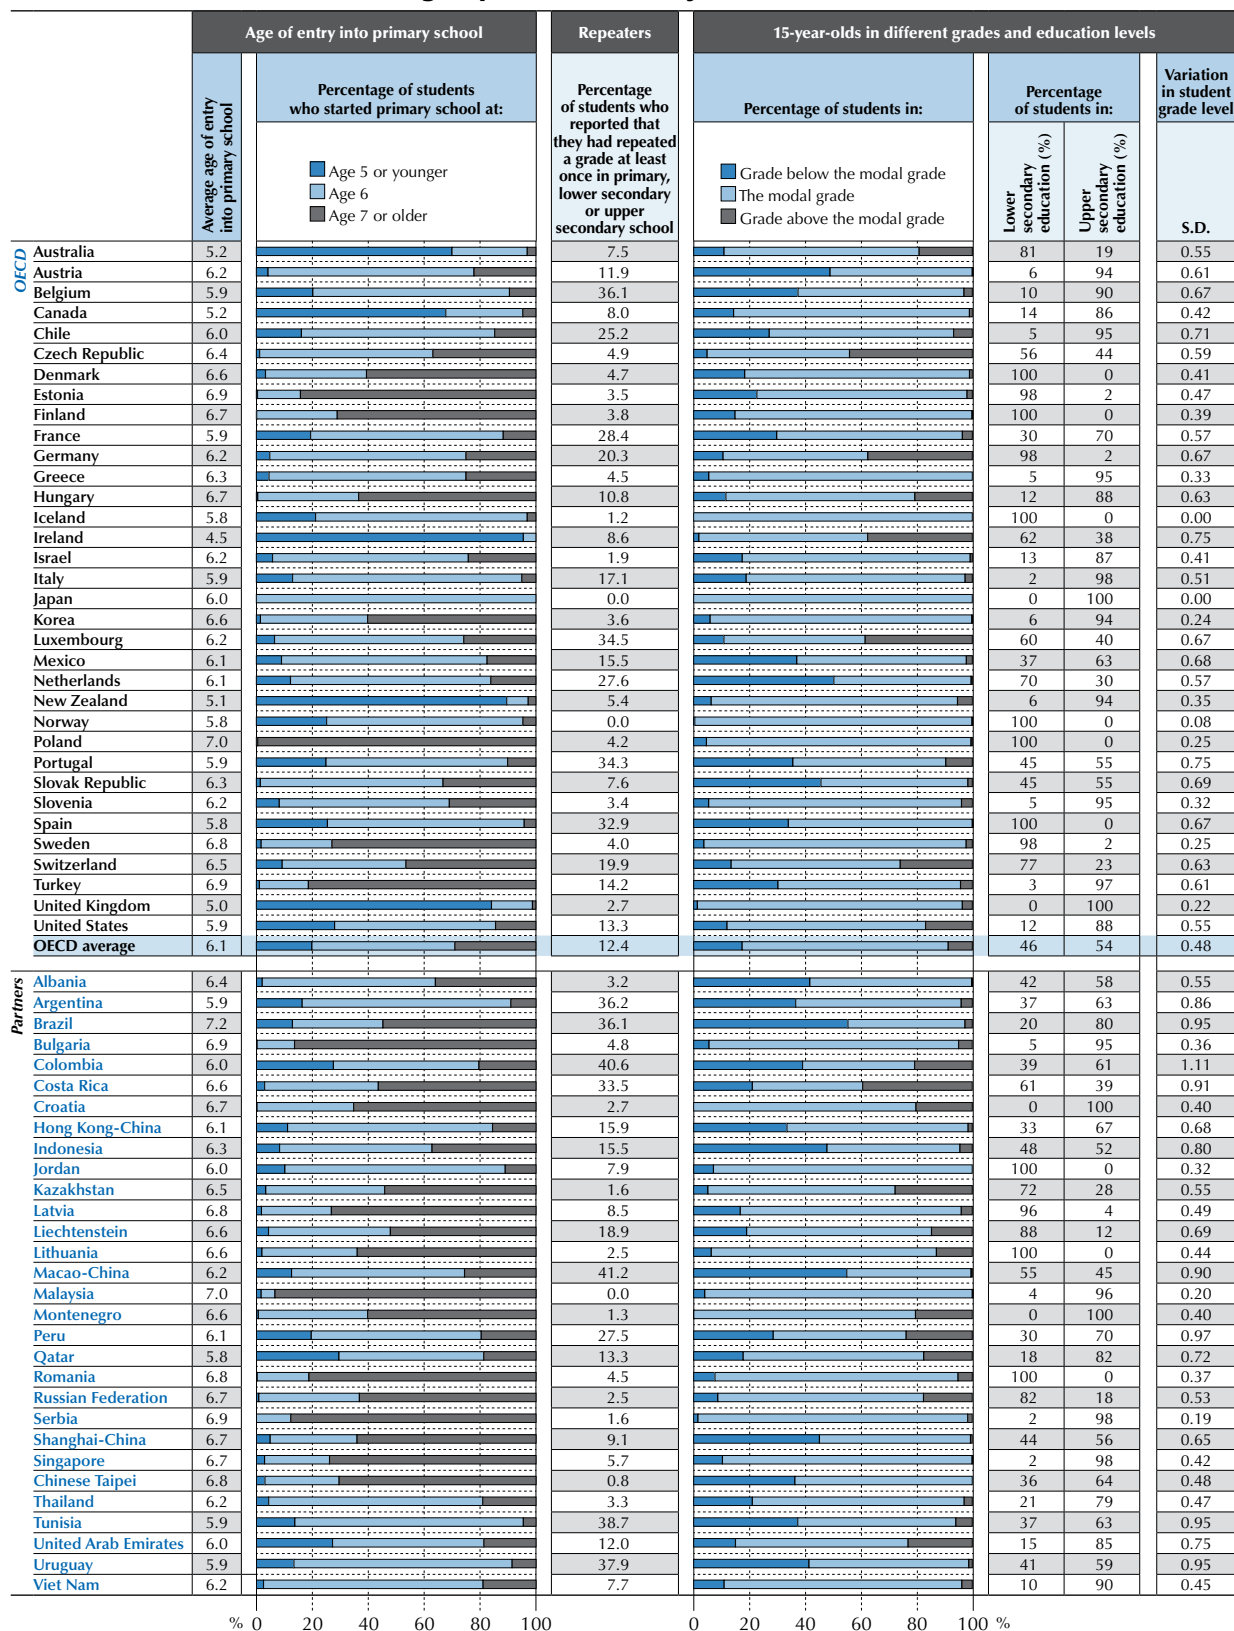 Age of entry into primary school Repeaters 15-year-olds in different grades and education levels
Average age of entry into primary school
Percentage of students who started primary school at:
Age 5 or younger
Age 6
Age 7 or older
Percentage of students who reported that they had repeated a grade at least once in primary, lower secondary or upper secondary school
Percentage of students in:
Grade below the modal grade
The modal grade
Grade above the modal grade
Percentage of students in:
Lower secondary education (%)
Upper secondary education (%)
Variation in student grade level
S.D.
OECD
Australia 5.2 7.5 81 19 0.55
Austria 6.2 11.9 6 94 0.61
Belgium 5.9 36.1 10 90 0.67
Canada 5.2 8.0 14 86 0.42
Chile 6.0 25.2 5 95 0.71
Czech Republic 6.4 4.9 56 44 0.59
Denmark 6.6 4.7 100 0 0.41
Estonia 6.9 3.5 98 2 0.47
Finland 6.7 3.8 100 0 0.39
France 5.9 28.4 30 70 0.57
Germany 6.2 20.3 98 2 0.67
Greece 6.3 4.5 5 95 0.33
Hungary 6.7 10.8 12 88 0.63
Iceland 5.8 1.2 100 0 0.00
Ireland 4.5 8.6 62 38 0.75
Israel 6.2 1.9 13 87 0.41
Italy 5.9 17.1 2 98 0.51
Japan 6.0 0.0 0 100 0.00
Korea 6.6 3.6 6 94 0.24
Luxembourg 6.2 34.5 60 40 0.67
Mexico 6.1 15.5 37 63 0.68
Netherlands 6.1 27.6 70 30 0.57
New Zealand 5.1 5.4 6 94 0.35
Norway 5.8 0.0 100 0 0.08
Poland 7.0 4.2 100 0 0.25
Portugal 5.9 34.3 45 55 0.75
Slovak Republic 6.3 7.6 45 55 0.69
Slovenia 6.2 3.4 5 95 0.32
Spain 5.8 32.9 100 0 0.67
Sweden 6.8 4.0 98 2 0.25
Switzerland 6.5 19.9 77 23 0.63
Turkey 6.9 14.2 3 97 0.61
United Kingdom 5.0 2.7 0 100 0.22
United States 5.9 13.3 12 88 0.55
OECD average 6.1 12.4 46 54 0.48
Partners
Albania 6.4 3.2 42 58 0.55
Argentina 5.9 36.2 37 63 0.86
Brazil 7.2 36.1 20 80 0.95
Bulgaria 6.9 4.8 5 95 0.36
Colombia 6.0 40.6 39 61 1.11
Costa Rica 6.6 33.5 61 39 0.91
Croatia 6.7 2.7 0 100 0.40
Hong Kong-China 6.1 15.9 33 67 0.68
Indonesia 6.3 15.5 48 52 0.80
Jordan 6.0 7.9 100 0 0.32
Kazakhstan 6.5 1.6 72 28 0.55
Latvia 6.8 8.5 96 4 0.49
Liechtenstein 6.6 18.9 88 12 0.69
Lithuania 6.6 2.5 100 0 0.44
Macao-China 6.2 41.2 55 45 0.90
Malaysia 7.0 0.0 4 96 0.20
Montenegro 6.6 1.3 0 100 0.40
Peru 6.1 27.5 30 70 0.97
Qatar 5.8 13.3 18 82 0.72
Romania 6.8 4.5 100 0 0.37
Russian Federation 6.7 2.5 82 18 0.53
Serbia 6.9 1.6 2 98 0.19
Shanghai-China 6.7 9.1 44 56 0.65
Singapore 6.7 5.7 2 98 0.42
Chinese Taipei 6.8 0.8 36 64 0.48
Thailand 6.2 3.3 21 79 0.47
Tunisia 5.9 38.7 37 63 0.95
United Arab Emirates 6.0 12.0 15 85 0.75
Uruguay 5.9 37.9 41 59 0.95
Viet Nam 6.2 7.7 10 90 0.45
% 0 20 40 60 80 100 0 20 40 60 80 100 %